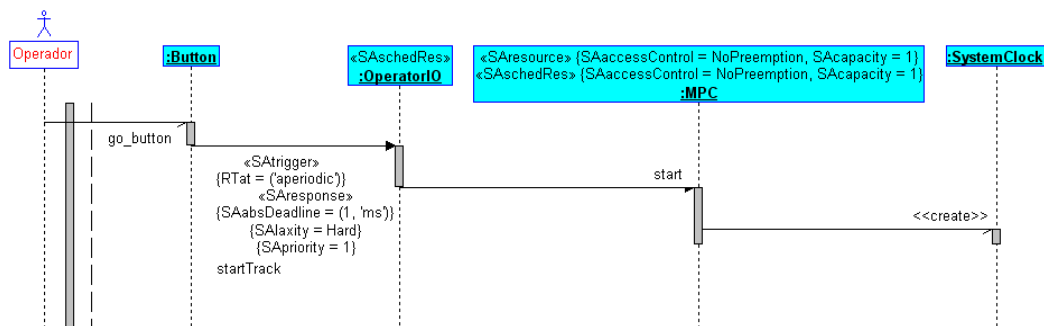 Operador
:Button
«SAschedRes»
:OperatorIO
«SAresource» {SAaccessControl = NoPreemption, SAcapacity = 1}
«SAschedRes» {SAaccessControl = NoPreemption, SAcapacity = 1}
:MPC
:SystemClock
go_button
«SAtrigger»
{RTat = ('aperiodic')}
«SAresponse»
{SAabsDeadline = (1, 'ms')}
{SAlaxity = Hard}
{SApriority = 1}
startTrack
start
<<create>>